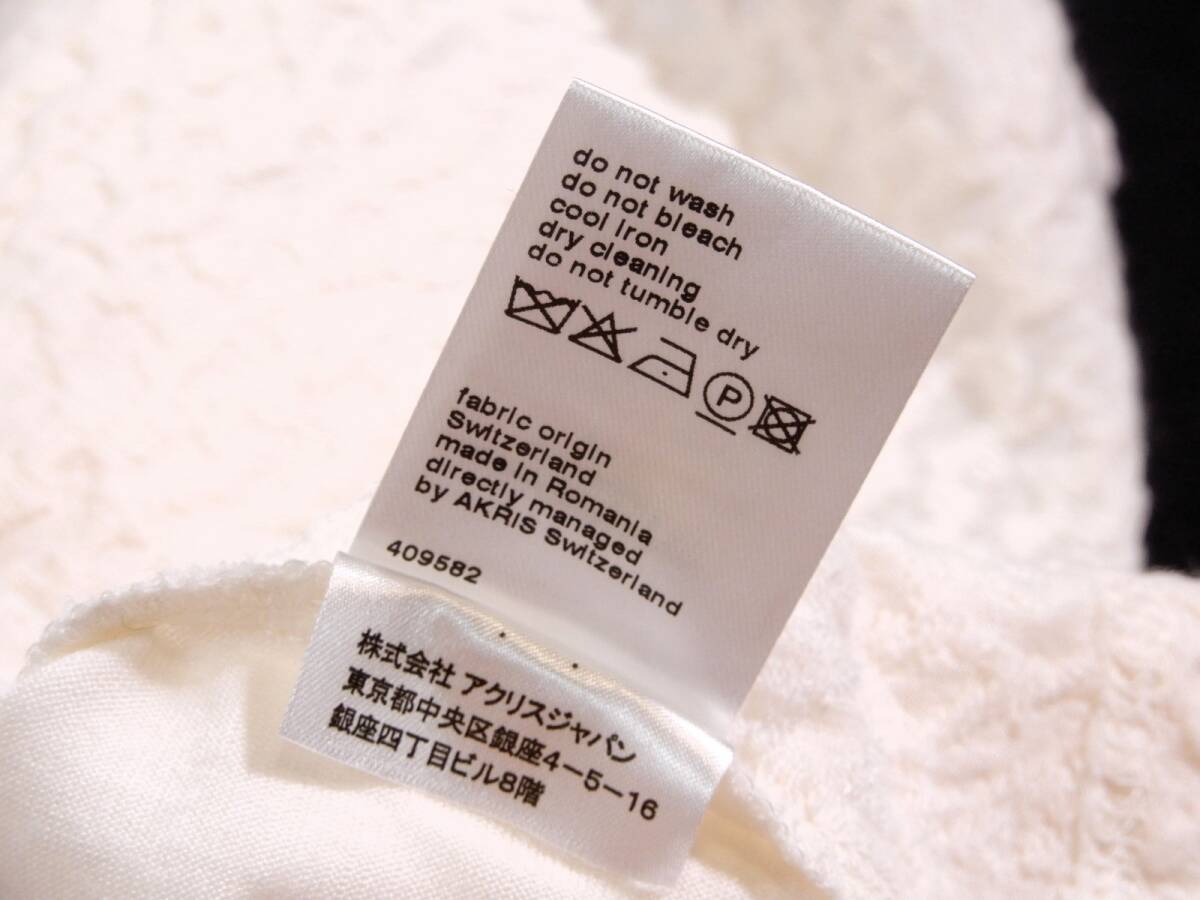 do not wash
do not bleach
cool iron
dry cleaning
do not tumble dry
P
fabric origin
Switzerland
made in Romania
directly managed
by AKRIS Switzerland
409582
株式会社 アクリスジャパン
東京都中央区銀座4-5-16
銀座四丁目ビル8階